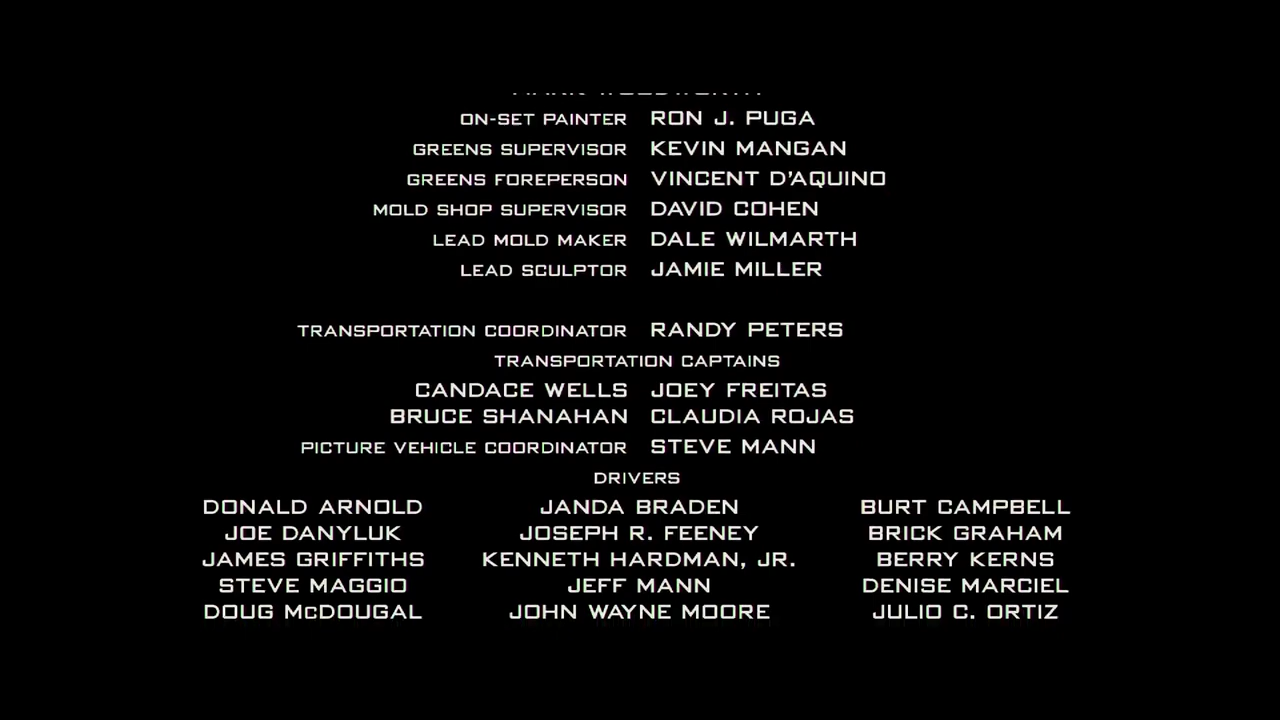 ON-SET PAINTER RON J. PUGA
GREENS SUPERVISOR KEVIN MANGAN
GREENS FOREPERSON VINCENT D'AQUINO
MOLD SHOP SUPERVISOR DAVID COHEN
LEAD MOLD MAKER DALE WILMARTH
LEAD SCULPTOR JAMIE MILLER
TRANSPORTATION COORDINATOR RANDY PETERS
TRANSPORTATION CAPTAINS
CANDACE WELLS JOEY FREITAS
BRUCE SHANAHAN CLAUDIA ROJAS
PICTURE VEHICLE COORDINATOR STEVE MANN
DRIVERS
DONALD ARNOLD JANDA BRADEN BURT CAMPBELL
JOE DANYLUK JOSEPH R. FEENEY BRICK GRAHAM
JAMES GRIFFITHS KENNETH HARDMAN, JR. BERRY KERNS
STEVE MAGGIO JEFF MANN DENISE MARCIEL
DOUG McDOUGAL JOHN WAYNE MOORE JULIO C. ORTIZ